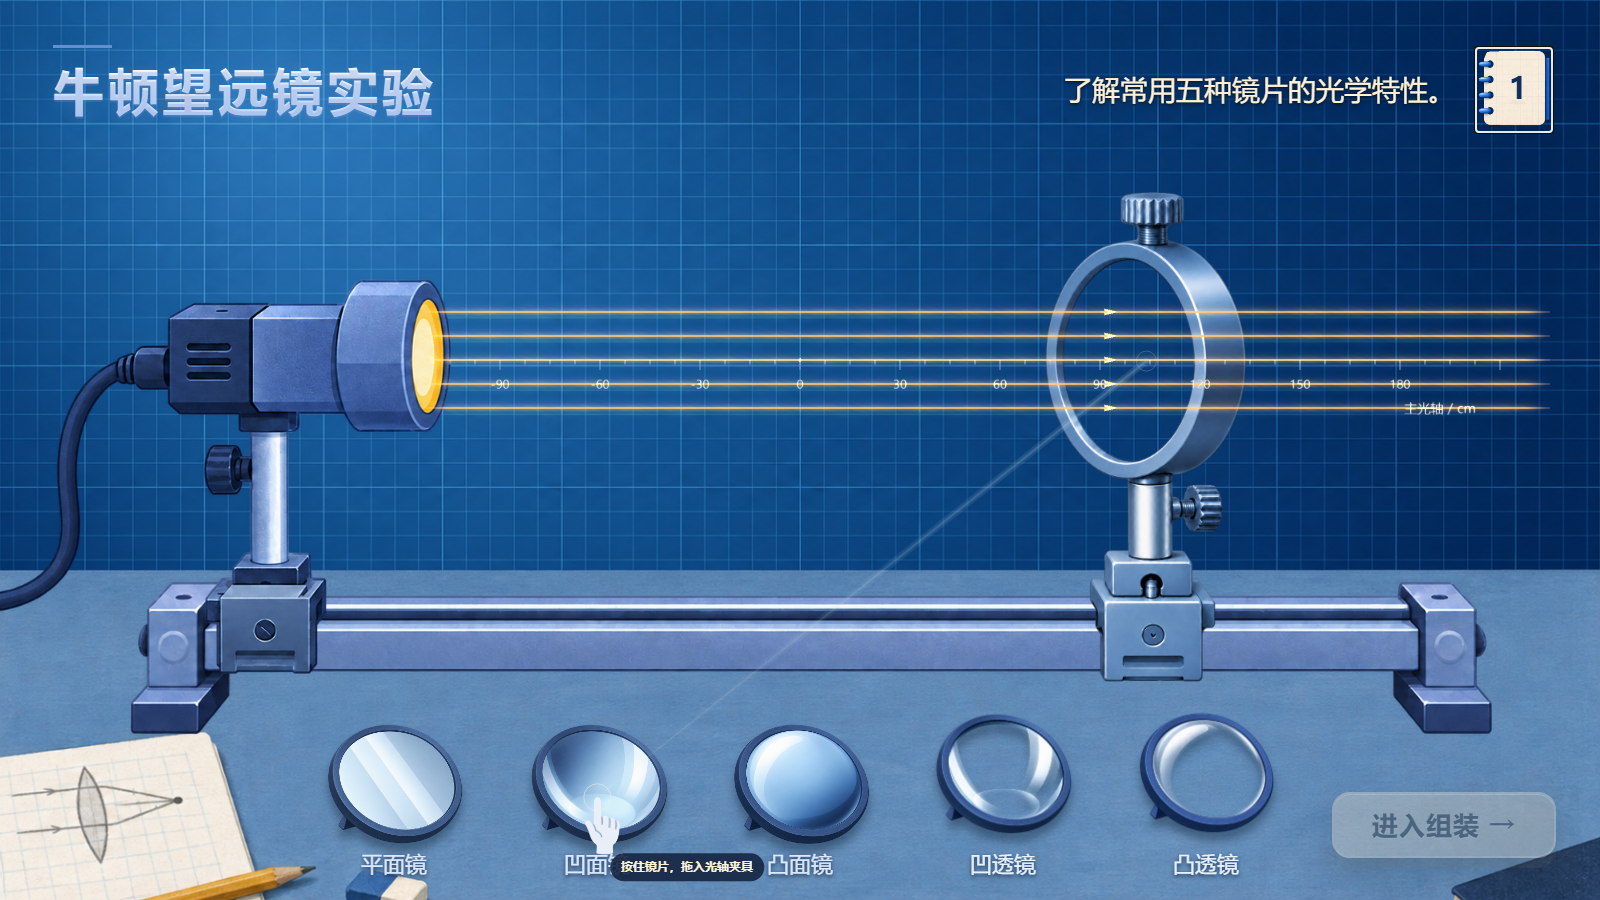 牛顿望远镜实验
了解常用五种镜片的光学特性。
1
-90 -60 -30 0 30 60 90 120 150 180
主光轴 / cm
平面镜
凹面
按住镜片，拖入光轴夹具
凸面镜
凹透镜
凸透镜
进入组装 →